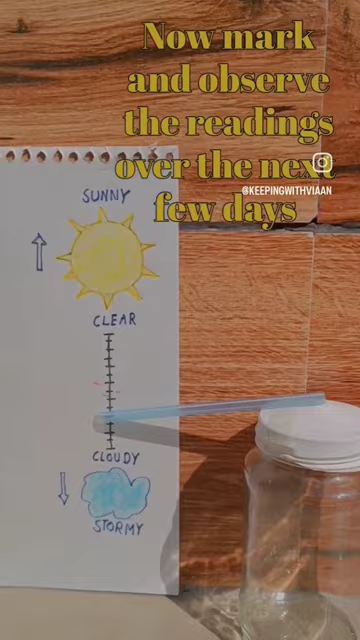 Now mark
and observe
the readings
over the next
few days
@KEEPINGWITHVIAAN
SUNNY
CLEAR
CLOUDY
STORMY